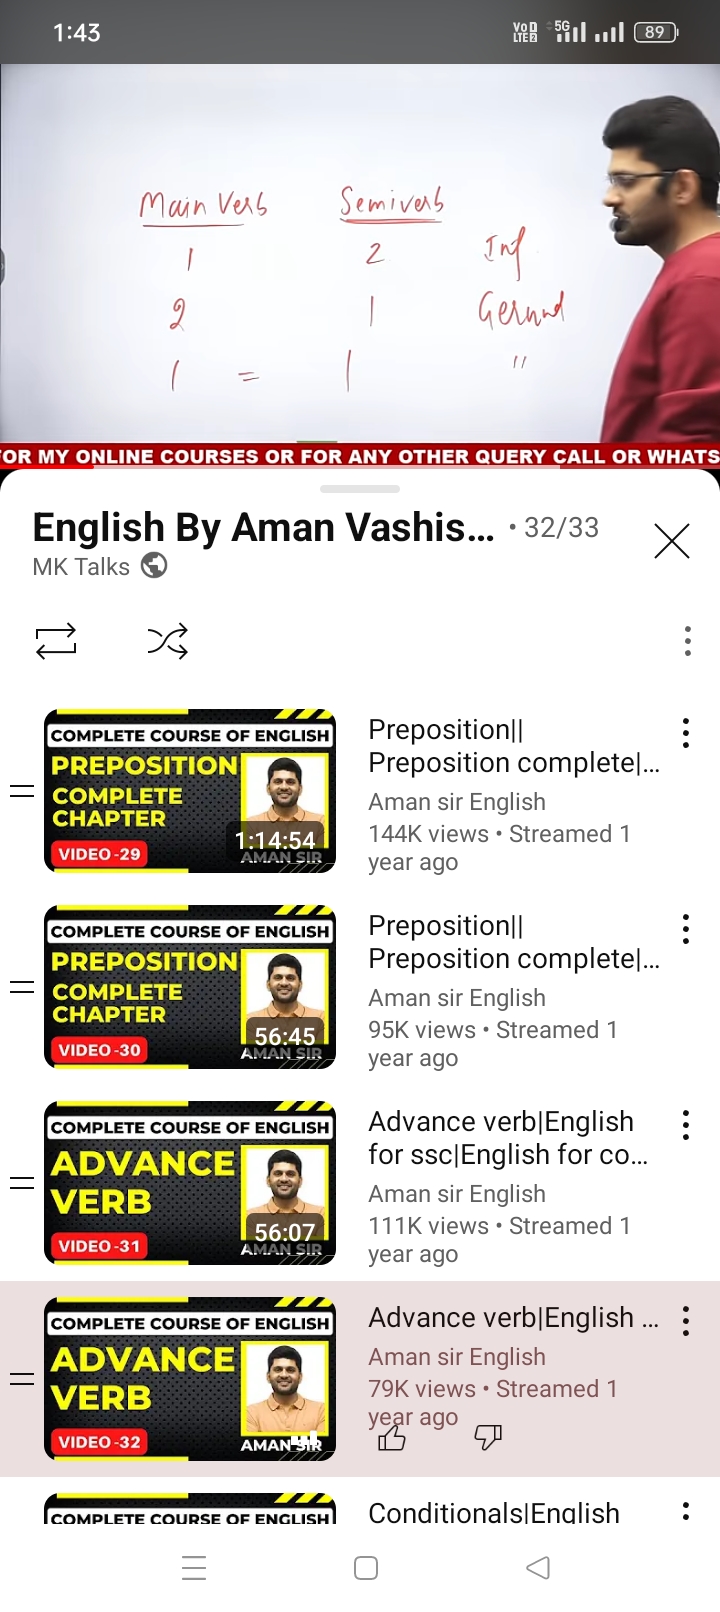 1:43
VoD LTE2 5G 89
Main Verb Semiverb
1 2 Inf
2 1 Gerund
1 = 1 "
FOR MY ONLINE COURSES OR FOR ANY OTHER QUERY CALL OR WHATS
English By Aman Vashis... • 32/33
MK Talks
COMPLETE COURSE OF ENGLISH
PREPOSITION
COMPLETE
CHAPTER
VIDEO -29
1:14:54
AMAN SIR
Preposition||
Preposition complete|...
Aman sir English
144K views • Streamed 1
year ago
COMPLETE COURSE OF ENGLISH
PREPOSITION
COMPLETE
CHAPTER
VIDEO -30
56:45
AMAN SIR
Preposition||
Preposition complete|...
Aman sir English
95K views • Streamed 1
year ago
COMPLETE COURSE OF ENGLISH
ADVANCE
VERB
VIDEO -31
56:07
AMAN SIR
Advance verb|English
for ssc|English for co...
Aman sir English
111K views • Streamed 1
year ago
COMPLETE COURSE OF ENGLISH
ADVANCE
VERB
VIDEO -32
AMAN SIR
Advance verb|English ...
Aman sir English
79K views • Streamed 1
year ago
COMPLETE COURSE OF ENGLISH
Conditionals|English